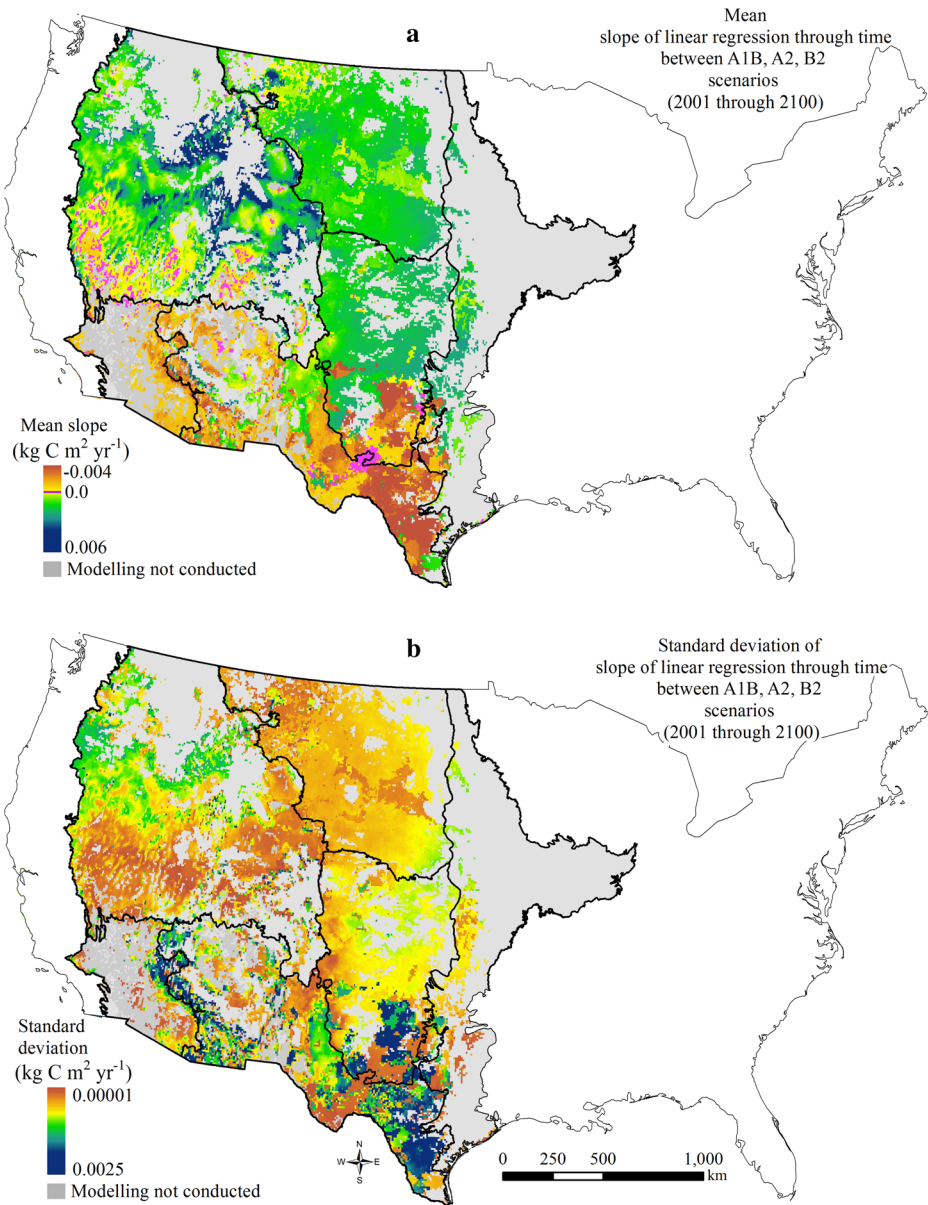 a
Mean
slope of linear regression through time
between A1B, A2, B2
scenarios
(2001 through 2100)
Mean slope
(kg C m² yr⁻¹)
-0.004
0.0
0.006
Modelling not conducted
b
Standard deviation of
slope of linear regression through time
between A1B, A2, B2
scenarios
(2001 through 2100)
Standard
deviation
(kg C m² yr⁻¹)
0.00001
0.0025
Modelling not conducted
N
W E
S
0 250 500 1,000
km